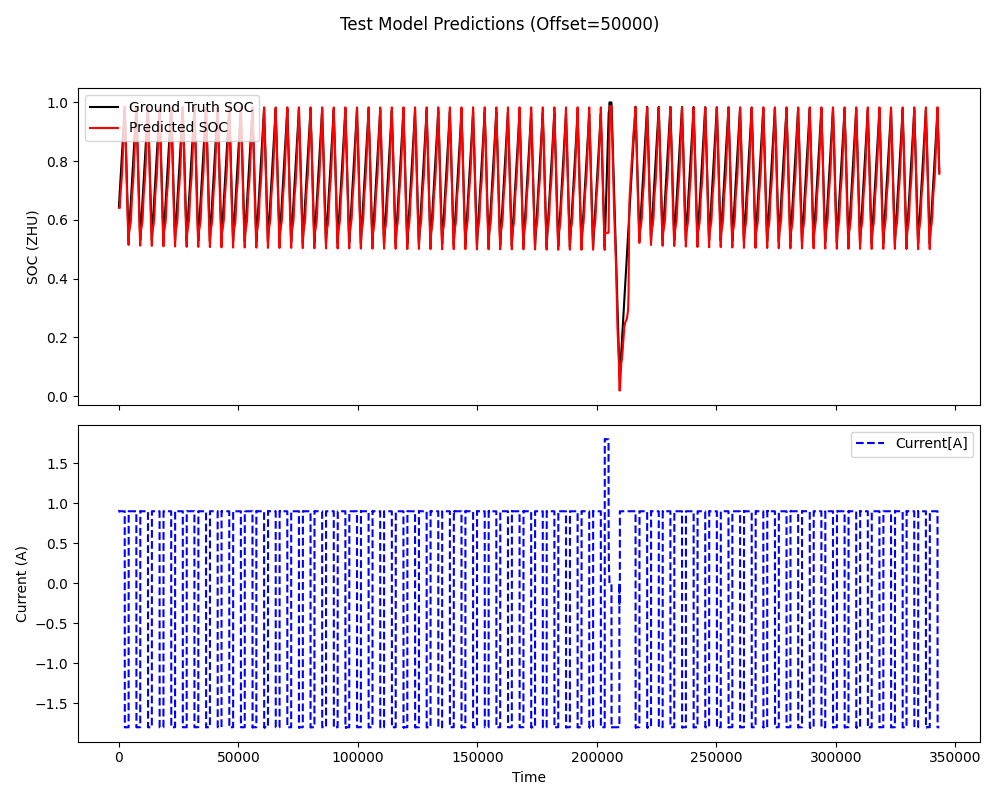 Test Model Predictions (Offset=50000)
Ground Truth SOC
Predicted SOC
1.0
0.8
0.6
0.4
0.2
0.0
SOC (ZHU)
Current[A]
1.5
1.0
0.5
0.0
−0.5
−1.0
−1.5
Current (A)
0 50000 100000 150000 200000 250000 300000 350000
Time